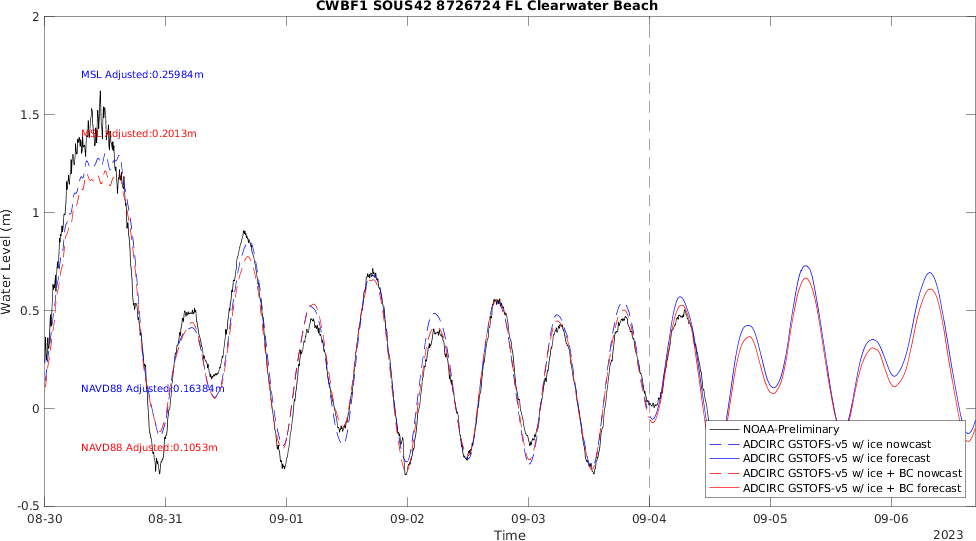 CWBF1 SOUS42 8726724 FL Clearwater Beach
2
1.5
1
0.5
0
-0.5
Water Level (m)
MSL Adjusted:0.25984m
MSL Adjusted:0.2013m
NAVD88 Adjusted:0.16384m
NAVD88 Adjusted:0.1053m
NOAA-Preliminary
ADCIRC GSTOFS-v5 w/ ice nowcast
ADCIRC GSTOFS-v5 w/ ice forecast
ADCIRC GSTOFS-v5 w/ ice + BC nowcast
ADCIRC GSTOFS-v5 w/ ice + BC forecast
08-30 08-31 09-01 09-02 09-03 09-04 09-05 09-06
Time
2023